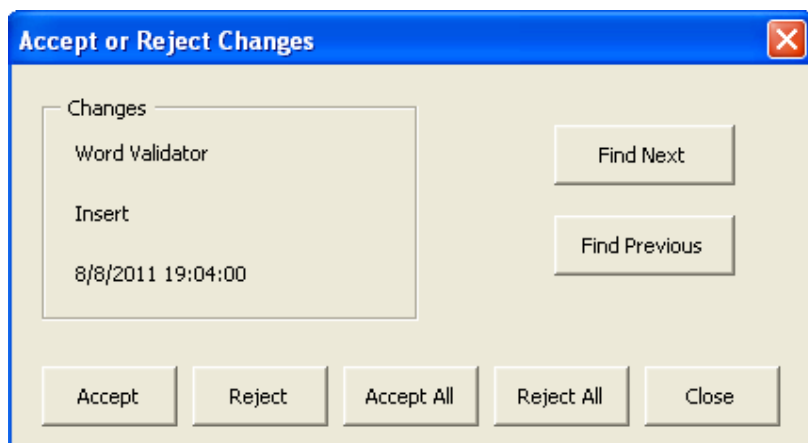 Accept or Reject Changes
Changes
Word Validator
Insert
8/8/2011 19:04:00
Find Next
Find Previous
Accept
Reject
Accept All
Reject All
Close